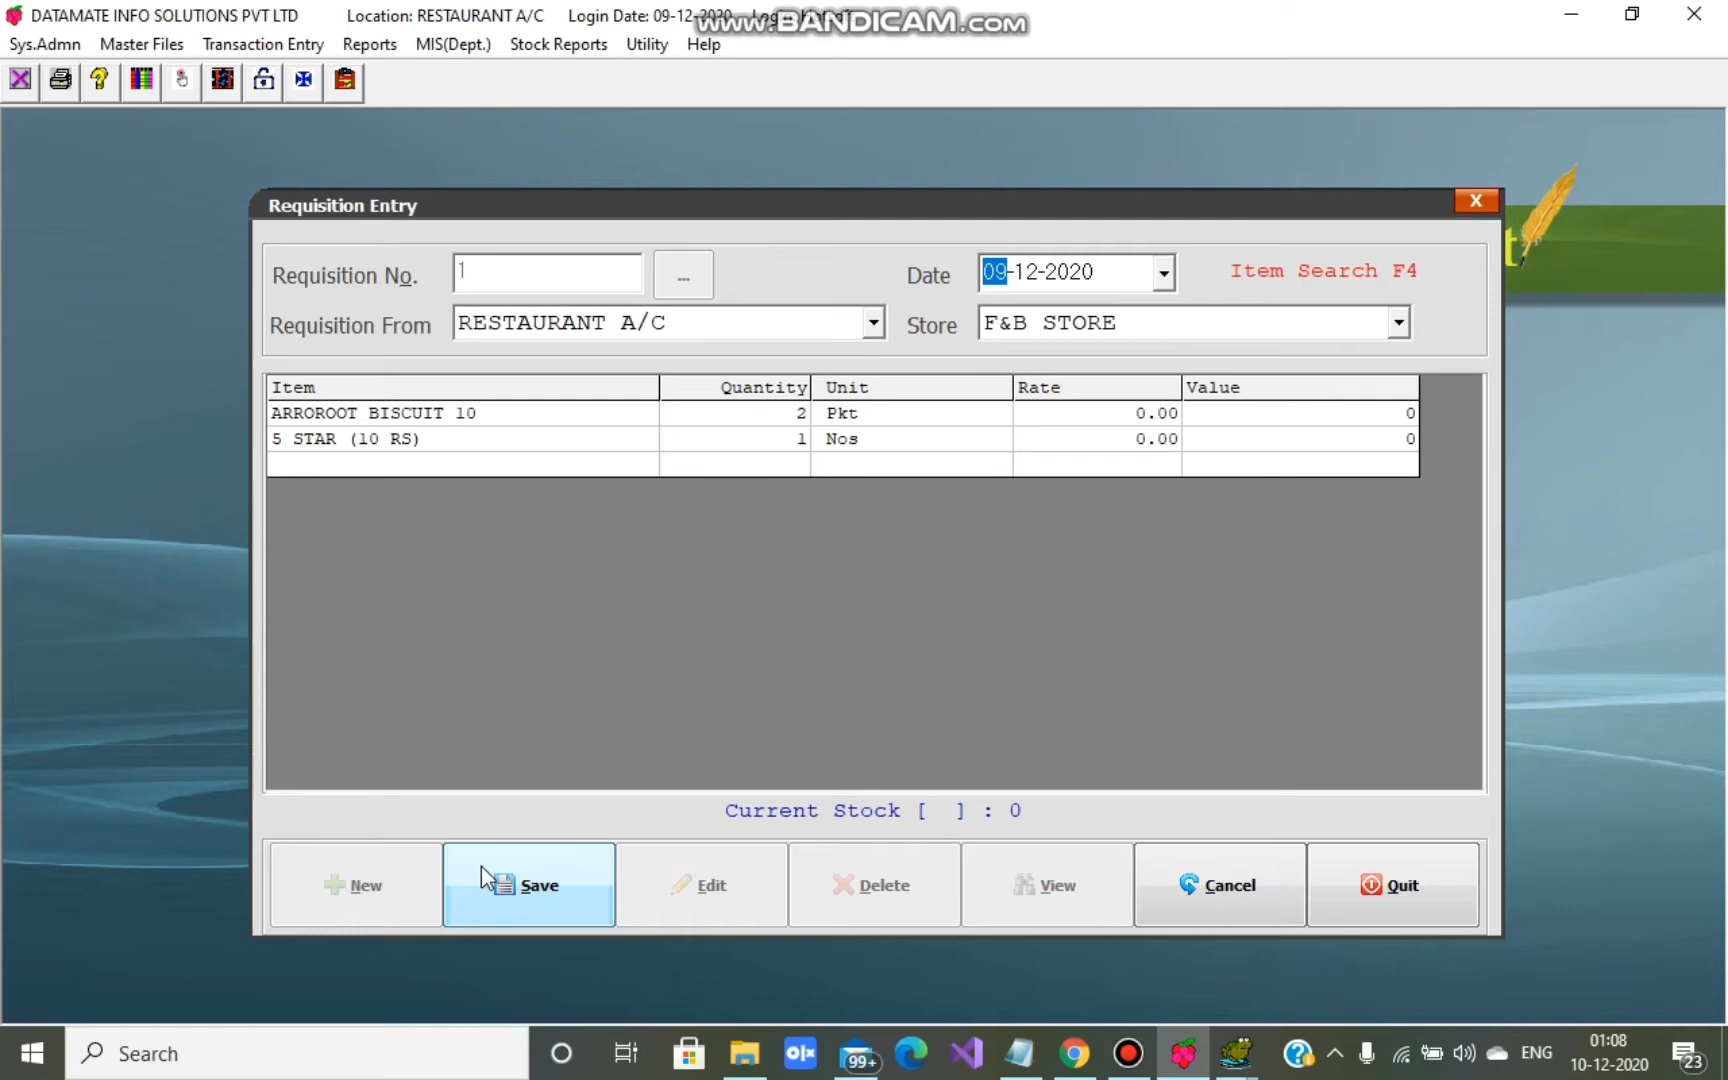 DATAMATE INFO SOLUTIONS PVT LTD Location: RESTAURANT A/C Login Date: 09-12-2020
www.BANDICAM.com
Sys.Admn Master Files Transaction Entry Reports MIS(Dept.) Stock Reports Utility Help
Requisition Entry X
Requisition No. 1 ... Date 09-12-2020 Item Search F4
Requisition From RESTAURANT A/C Store F&B STORE
Item Quantity Unit Rate Value
ARROROOT BISCUIT 10 2 Pkt 0.00 0
5 STAR (10 RS) 1 Nos 0.00 0
Current Stock [ ] : 0
New Save Edit Delete View Cancel Quit
Search 99+ ENG 01:08
10-12-2020 23